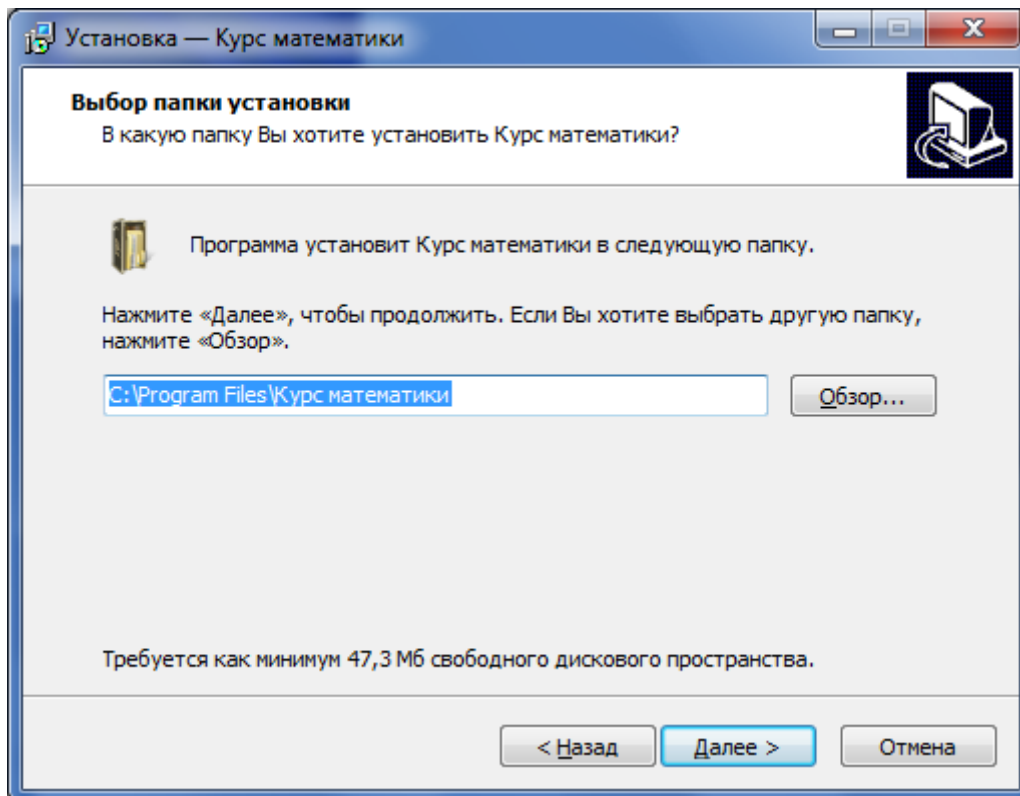 Установка — Курс математики
Выбор папки установки
В какую папку Вы хотите установить Курс математики?
Программа установит Курс математики в следующую папку.
Нажмите «Далее», чтобы продолжить. Если Вы хотите выбрать другую папку,
нажмите «Обзор».
C:\Program Files\Курс математики
Обзор...
Требуется как минимум 47,3 Мб свободного дискового пространства.
< Назад
Далее >
Отмена